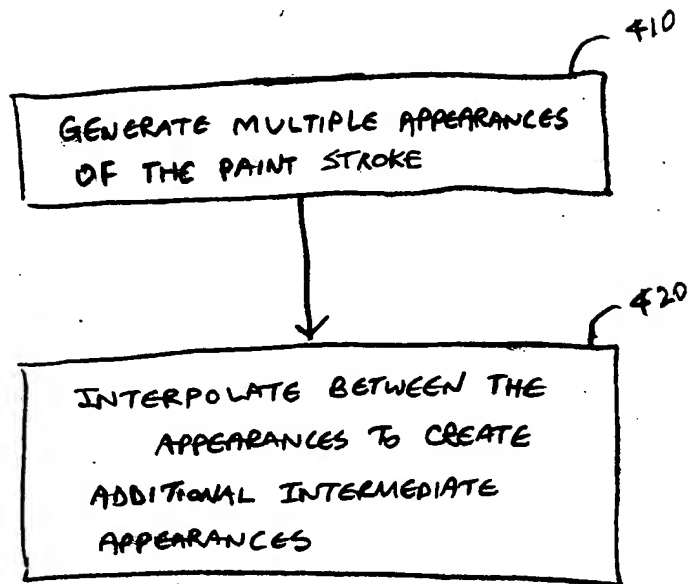 410
GENERATE MULTIPLE APPEARANCES
OF THE PAINT STROKE
420
INTERPOLATE BETWEEN THE
APPEARANCES TO CREATE
ADDITIONAL INTERMEDIATE
APPEARANCES